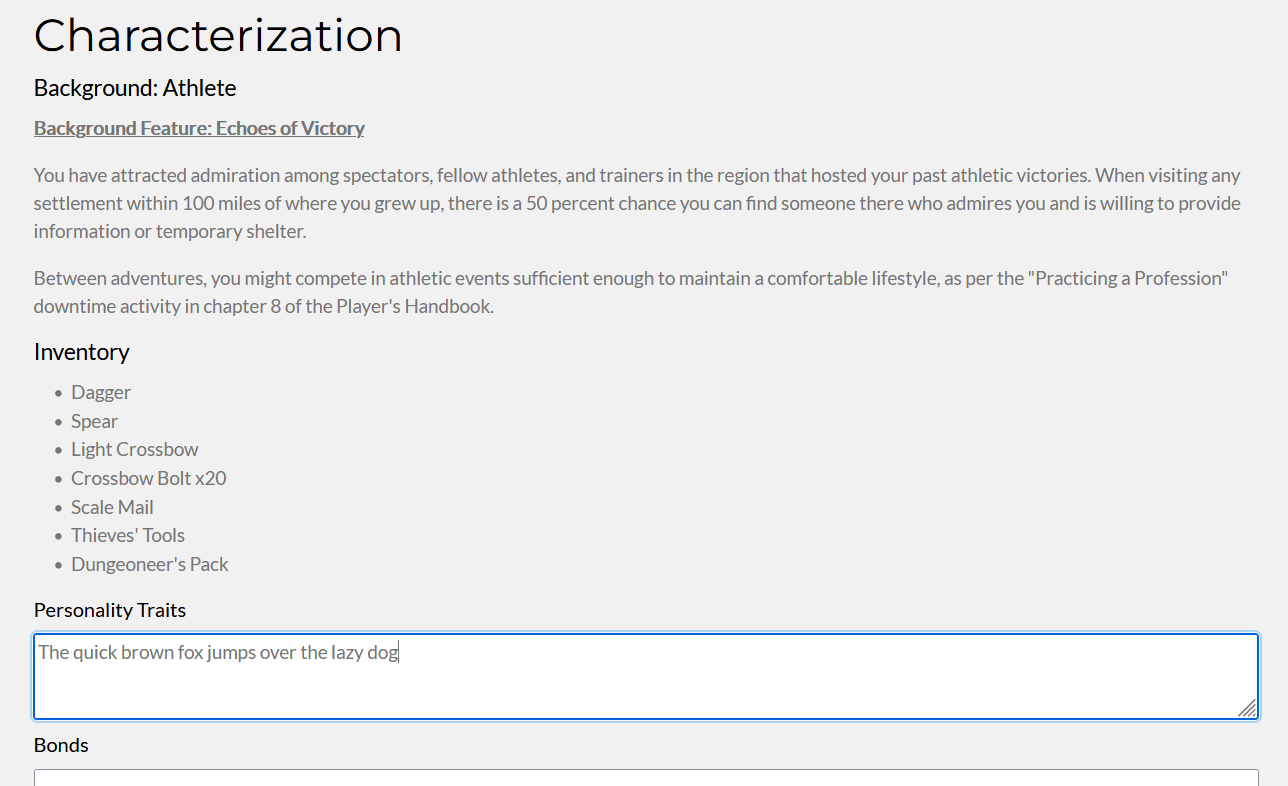 Characterization
Background: Athlete
Background Feature: Echoes of Victory
You have attracted admiration among spectators, fellow athletes, and trainers in the region that hosted your past athletic victories. When visiting any
settlement within 100 miles of where you grew up, there is a 50 percent chance you can find someone there who admires you and is willing to provide
information or temporary shelter.
Between adventures, you might compete in athletic events sufficient enough to maintain a comfortable lifestyle, as per the "Practicing a Profession"
downtime activity in chapter 8 of the Player's Handbook.
Inventory
• Dagger
• Spear
• Light Crossbow
• Crossbow Bolt x20
• Scale Mail
• Thieves' Tools
• Dungeoneer's Pack
Personality Traits
The quick brown fox jumps over the lazy dog
Bonds